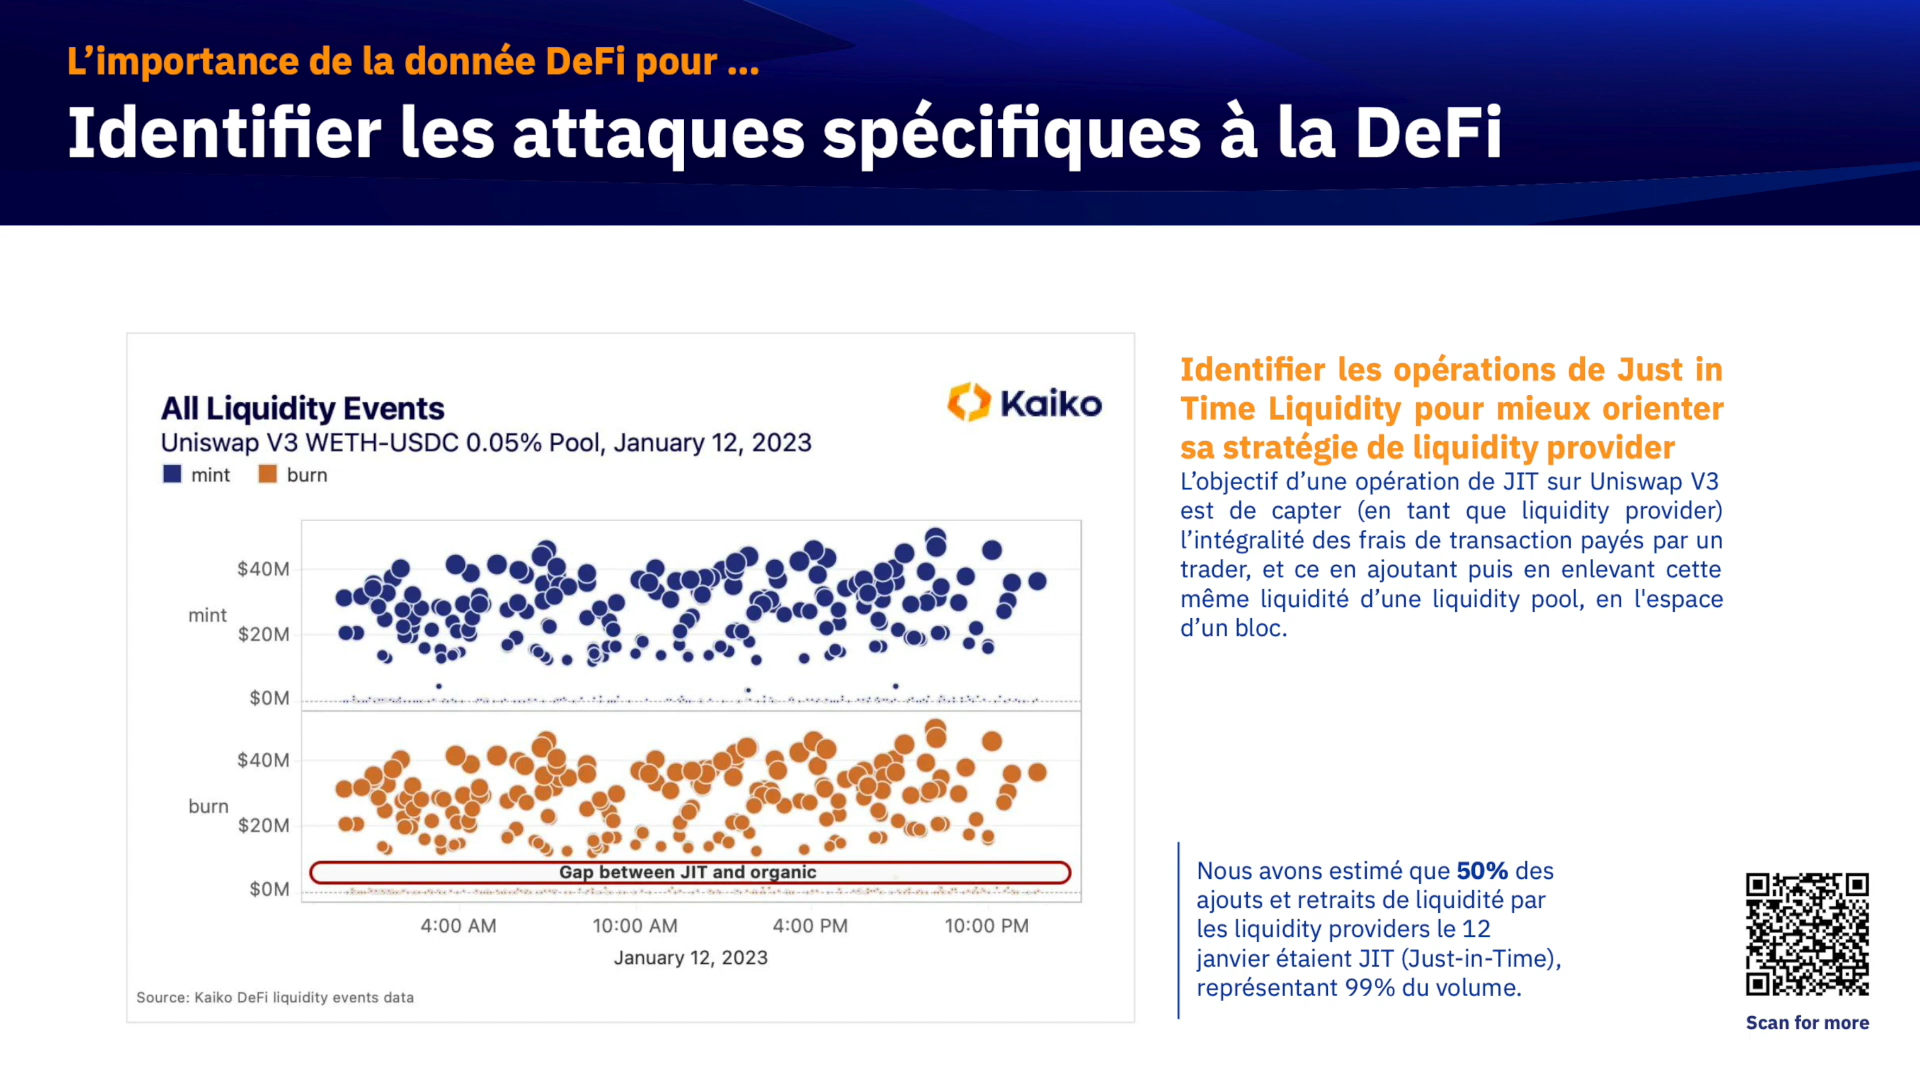 L’importance de la donnée DeFi pour ...
Identifier les attaques spécifiques à la DeFi
All Liquidity Events
Uniswap V3 WETH-USDC 0.05% Pool, January 12, 2023
mint burn
Kaiko
$40M
mint
$20M
$0M
$40M
burn
$20M
Gap between JIT and organic
$0M
4:00 AM 10:00 AM 4:00 PM 10:00 PM
January 12, 2023
Source: Kaiko DeFi liquidity events data
Identifier les opérations de Just in
Time Liquidity pour mieux orienter
sa stratégie de liquidity provider
L’objectif d’une opération de JIT sur Uniswap V3
est de capter (en tant que liquidity provider)
l’intégralité des frais de transaction payés par un
trader, et ce en ajoutant puis en enlevant cette
même liquidité d’une liquidity pool, en l'espace
d’un bloc.
Nous avons estimé que 50% des
ajouts et retraits de liquidité par
les liquidity providers le 12
janvier étaient JIT (Just-in-Time),
représentant 99% du volume.
Scan for more